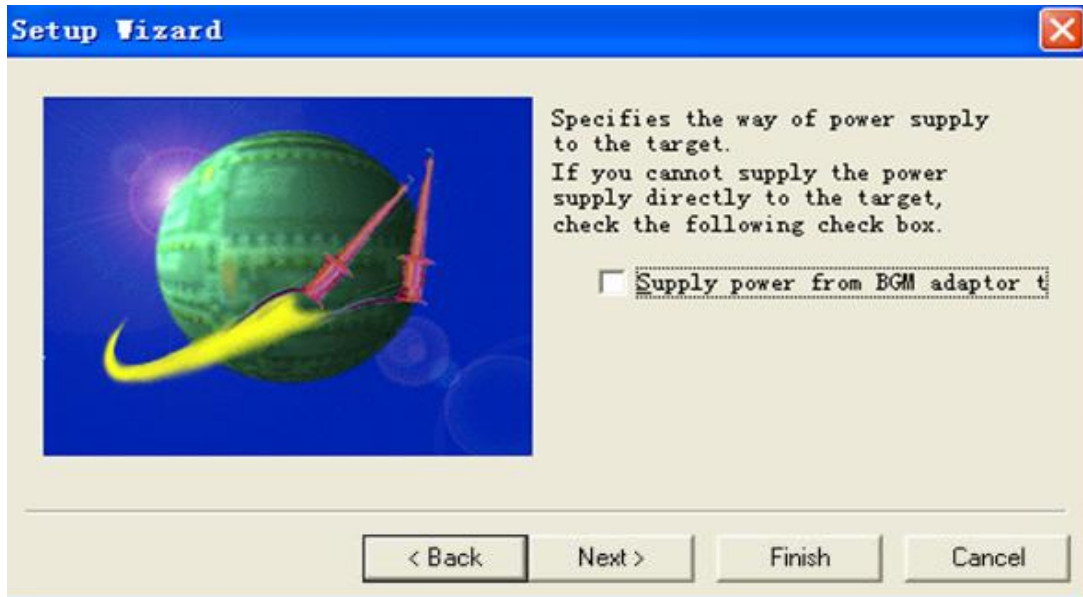 Setup Wizard
Specifies the way of power supply
to the target.
If you cannot supply the power
supply directly to the target,
check the following check box.
Supply power from BGM adaptor t
< Back Next > Finish Cancel